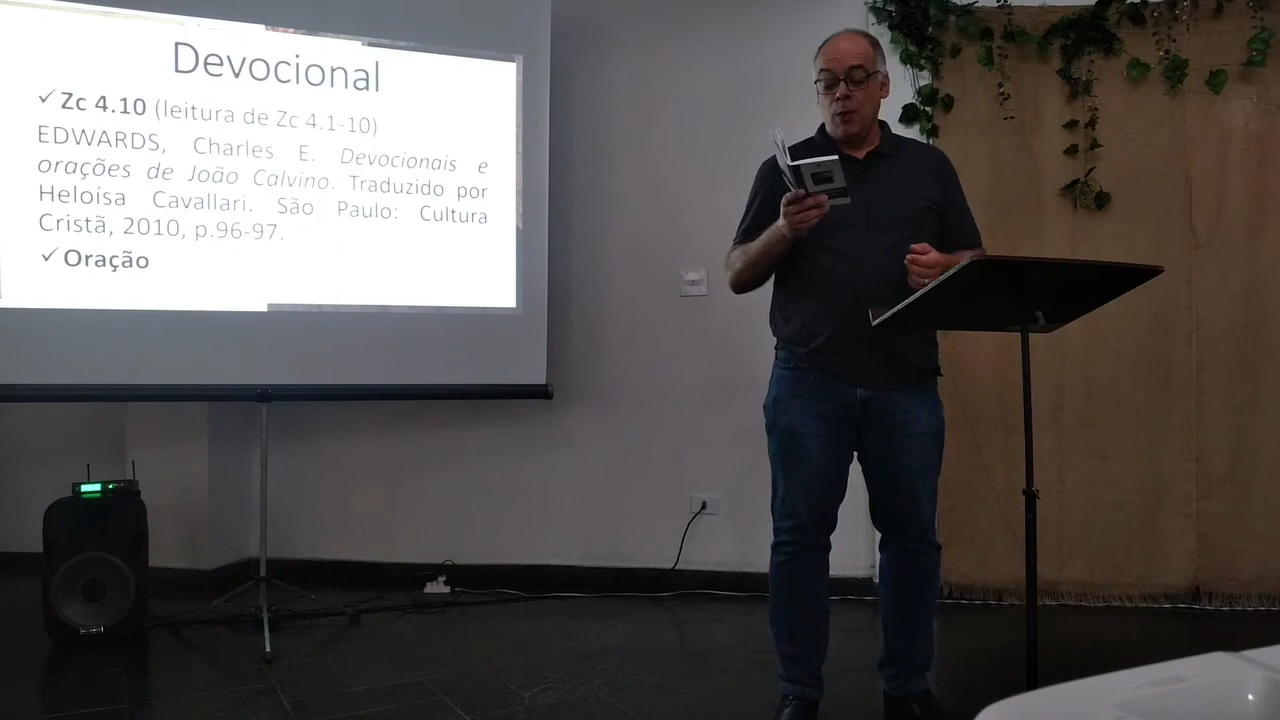 Devocional
✓ Zc 4.10 (leitura de Zc 4.1-10)
EDWARDS, Charles E. Devocionais e
orações de João Calvino. Traduzido por
Heloísa Cavallari. São Paulo: Cultura
Cristã, 2010, p.96-97.
✓ Oração